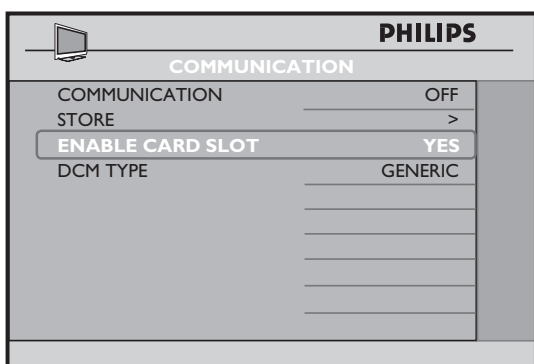 PHILIPS
COMMUNICATION
COMMUNICATION OFF
STORE >
ENABLE CARD SLOT YES
DCM TYPE GENERIC